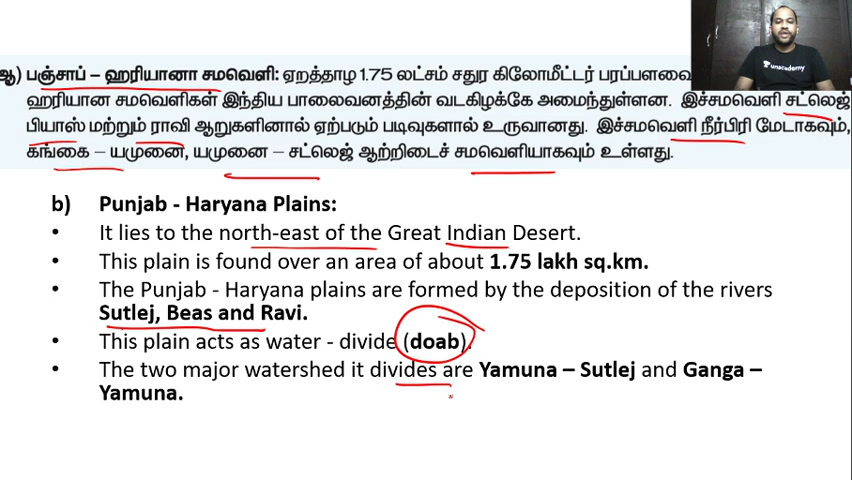 ஆ) பஞ்சாப் – ஹரியானா சமவெளி: ஏறத்தாழ 1.75 லட்சம் சதுர கிலோமீட்டர்
ஹரியான சமவெளிகள் இந்திய பாலைவனத்தின் வடகிழக்கே அமைந்துள்ளன. இச்சமவெளி சட்லெஜ்
பியாஸ் மற்றும் ராவி ஆறுகளினால் ஏற்படும் படிவுகளால் உருவானது. இச்சமவெளி நீர்பிரி மேடாகவும்,
கங்கை – யமுனை, யமுனை – சட்லெஜ் ஆற்றிடைச் சமவெளியாகவும் உள்ளது.
b) Punjab - Haryana Plains:
• It lies to the north-east of the Great Indian Desert.
• This plain is found over an area of about 1.75 lakh sq.km.
• The Punjab - Haryana plains are formed by the deposition of the rivers
Sutlej, Beas and Ravi.
• This plain acts as water - divide (doab).
• The two major watershed it divides are Yamuna – Sutlej and Ganga –
Yamuna.
unacademy